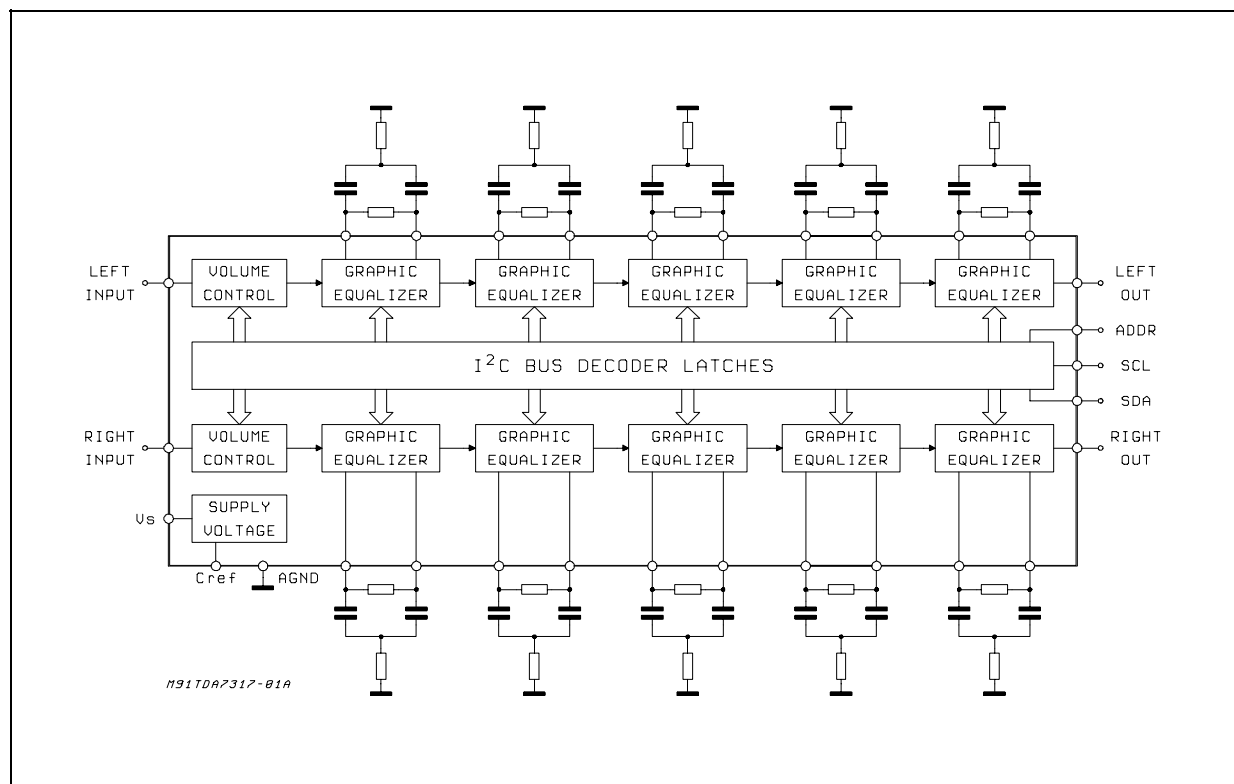 LEFT
INPUT
VOLUME
CONTROL
GRAPHIC
EQUALIZER
GRAPHIC
EQUALIZER
GRAPHIC
EQUALIZER
GRAPHIC
EQUALIZER
GRAPHIC
EQUALIZER
LEFT
OUT
ADDR
I²C BUS DECODER LATCHES
SCL
SDA
RIGHT
INPUT
VOLUME
CONTROL
GRAPHIC
EQUALIZER
GRAPHIC
EQUALIZER
GRAPHIC
EQUALIZER
GRAPHIC
EQUALIZER
GRAPHIC
EQUALIZER
RIGHT
OUT
Vs
SUPPLY
VOLTAGE
Cref
AGND
M91TDA7317-01A